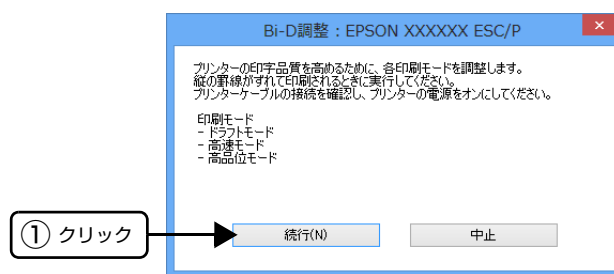 Bi-D調整：EPSON XXXXXX ESC/P
プリンターの印字品質を高めるために、各印刷モードを調整します。
縦の罫線がずれて印刷されるときに実行してください。
プリンターケーブルの接続を確認し、プリンターの電源をオンにしてください。
印刷モード
- ドラフトモード
- 高速モード
- 高品位モード
① クリック
続行(N)
中止